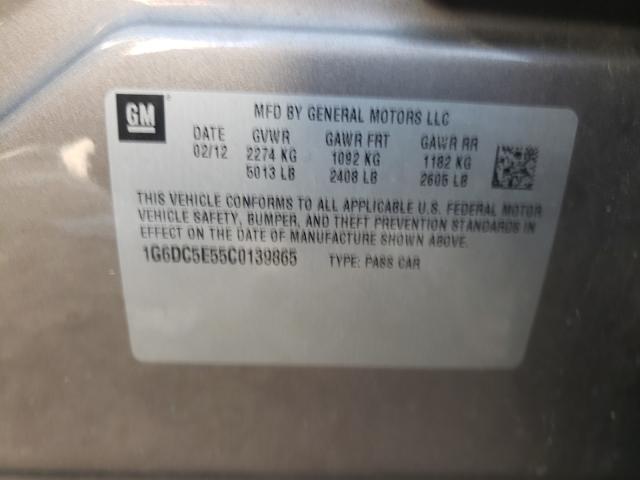 GM
MFD BY GENERAL MOTORS LLC
DATE GVWR GAWR FRT GAWR RR
02/12 2274 KG 1092 KG 1182 KG
5013 LB 2408 LB 2605 LB
THIS VEHICLE CONFORMS TO ALL APPLICABLE U.S. FEDERAL MOTOR
VEHICLE SAFETY, BUMPER, AND THEFT PREVENTION STANDARDS IN
EFFECT ON THE DATE OF MANUFACTURE SHOWN ABOVE.
1G6DC5E55C0139865 TYPE: PASS CAR